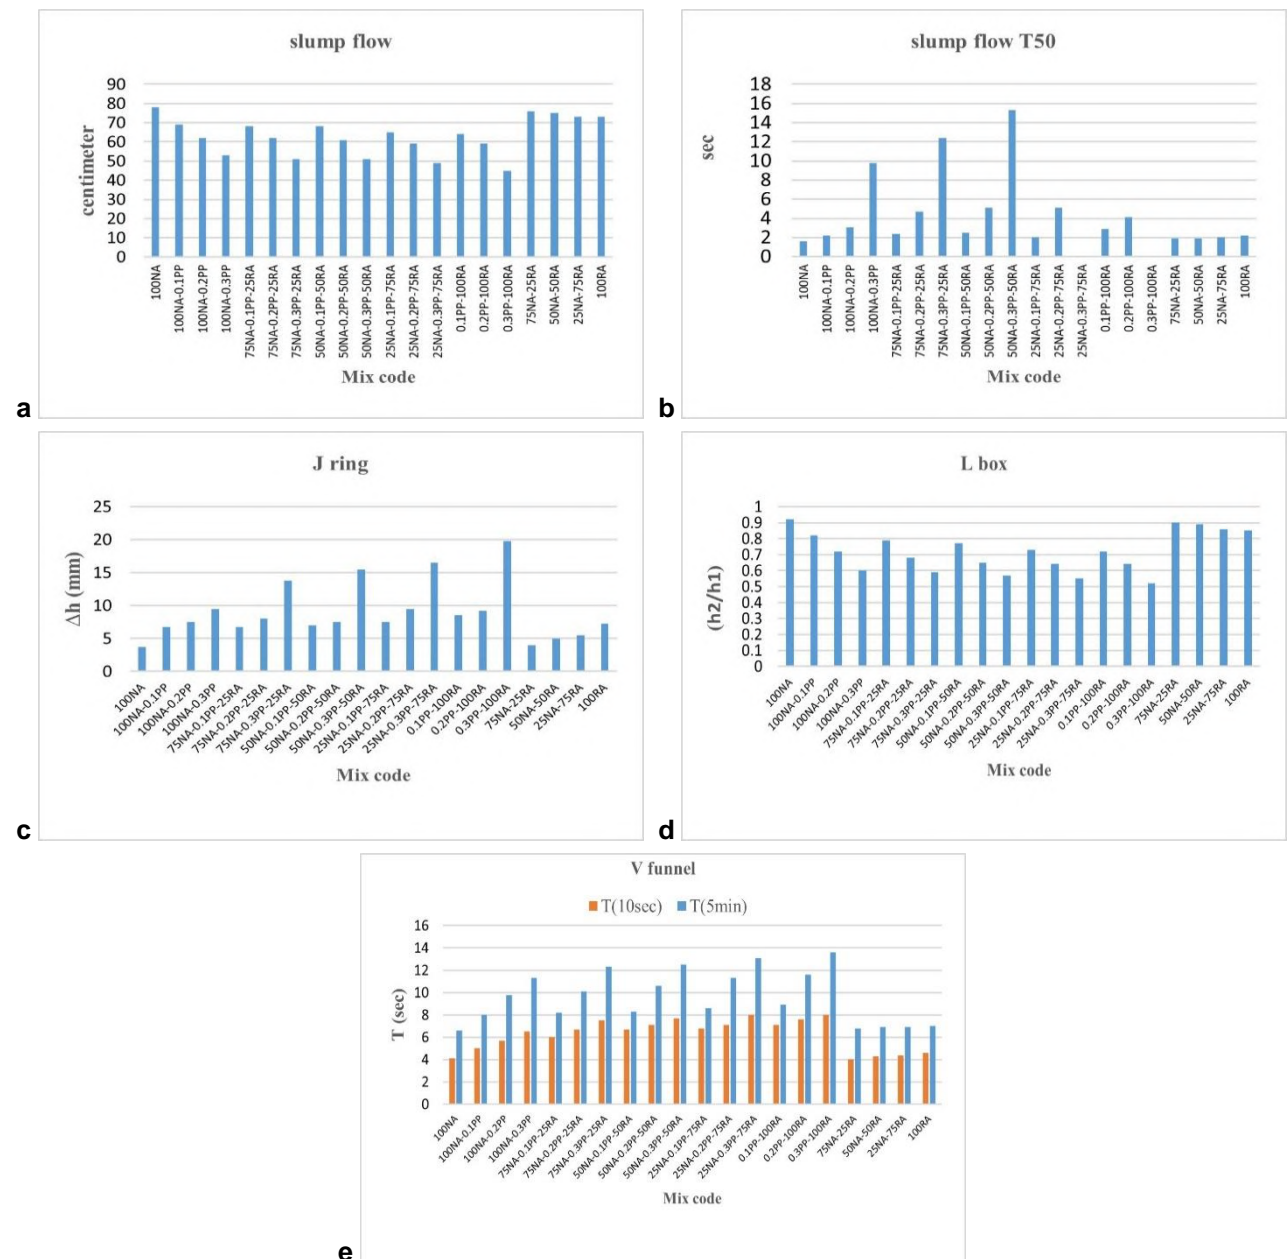 slump flow
centimeter
90
80
70
60
50
40
30
20
10
0
100NA
100NA-0.1PP
100NA-0.2PP
100NA-0.3PP
75NA-0.1PP-25RA
75NA-0.2PP-25RA
75NA-0.3PP-25RA
50NA-0.1PP-50RA
50NA-0.2PP-50RA
50NA-0.3PP-50RA
25NA-0.1PP-75RA
25NA-0.2PP-75RA
25NA-0.3PP-75RA
0.1PP-100RA
0.2PP-100RA
0.3PP-100RA
75NA-25RA
50NA-50RA
25NA-75RA
100RA
Mix code
a
slump flow T50
sec
18
16
14
12
10
8
6
4
2
0
100NA
100NA-0.1PP
100NA-0.2PP
100NA-0.3PP
75NA-0.1PP-25RA
75NA-0.2PP-25RA
75NA-0.3PP-25RA
50NA-0.1PP-50RA
50NA-0.2PP-50RA
50NA-0.3PP-50RA
25NA-0.1PP-75RA
25NA-0.2PP-75RA
25NA-0.3PP-75RA
0.1PP-100RA
0.2PP-100RA
0.3PP-100RA
75NA-25RA
50NA-50RA
25NA-75RA
100RA
Mix code
b
J ring
Δh (mm)
25
20
15
10
5
0
100NA
100NA-0.1PP
100NA-0.2PP
100NA-0.3PP
75NA-0.1PP-25RA
75NA-0.2PP-25RA
75NA-0.3PP-25RA
50NA-0.1PP-50RA
50NA-0.2PP-50RA
50NA-0.3PP-50RA
25NA-0.1PP-75RA
25NA-0.2PP-75RA
25NA-0.3PP-75RA
0.1PP-100RA
0.2PP-100RA
0.3PP-100RA
75NA-25RA
50NA-50RA
25NA-75RA
100RA
Mix code
c
L box
(h2/h1)
1
0.9
0.8
0.7
0.6
0.5
0.4
0.3
0.2
0.1
0
100NA
100NA-0.1PP
100NA-0.2PP
100NA-0.3PP
75NA-0.1PP-25RA
75NA-0.2PP-25RA
75NA-0.3PP-25RA
50NA-0.1PP-50RA
50NA-0.2PP-50RA
50NA-0.3PP-50RA
25NA-0.1PP-75RA
25NA-0.2PP-75RA
25NA-0.3PP-75RA
0.1PP-100RA
0.2PP-100RA
0.3PP-100RA
75NA-25RA
50NA-50RA
25NA-75RA
100RA
Mix code
d
V funnel
T(10sec) T(5min)
T (sec)
16
14
12
10
8
6
4
2
0
100NA
100NA-0.1PP
100NA-0.2PP
100NA-0.3PP
75NA-0.1PP-25RA
75NA-0.2PP-25RA
75NA-0.3PP-25RA
50NA-0.1PP-50RA
50NA-0.2PP-50RA
50NA-0.3PP-50RA
25NA-0.1PP-75RA
25NA-0.2PP-75RA
25NA-0.3PP-75RA
0.1PP-100RA
0.2PP-100RA
0.3PP-100RA
75NA-25RA
50NA-50RA
25NA-75RA
100RA
Mix code
e